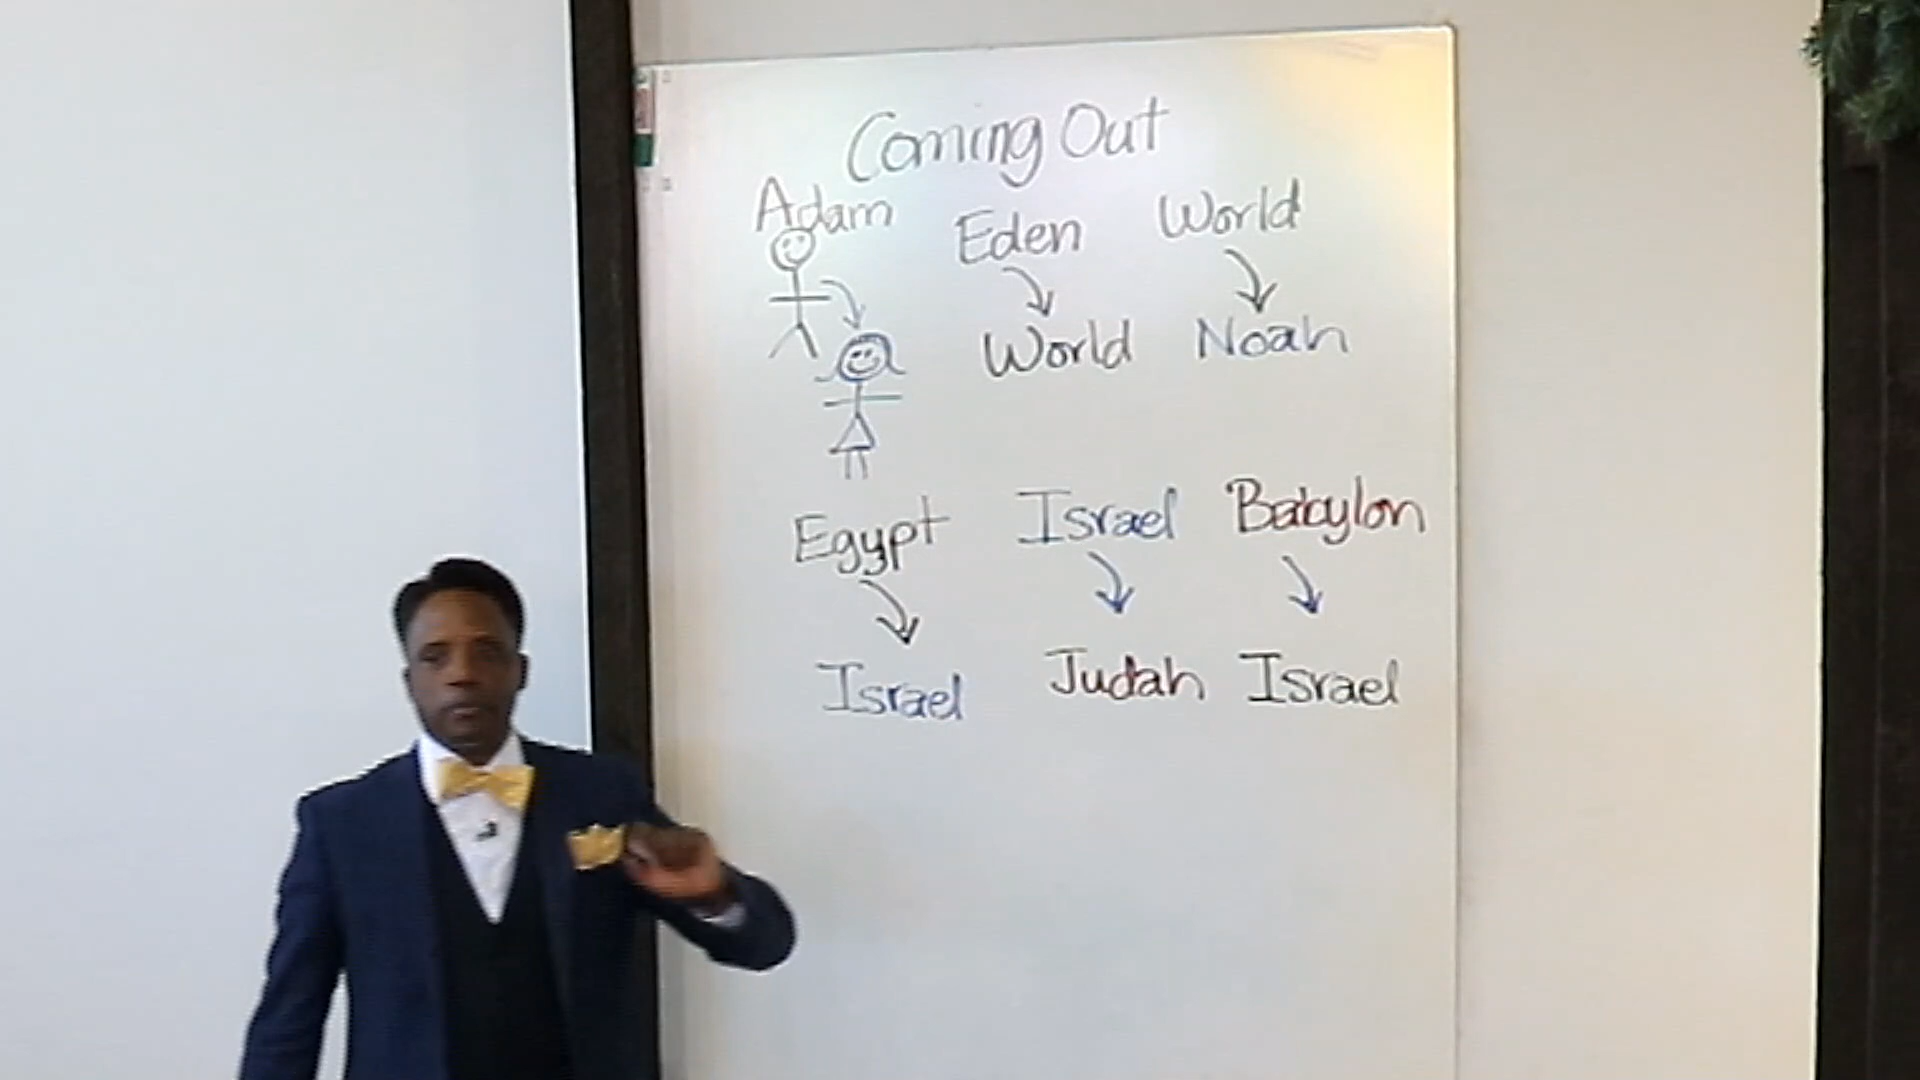 Coming Out
Adam Eden World
World Noah
Egypt Israel Babylon
Israel Judah Israel